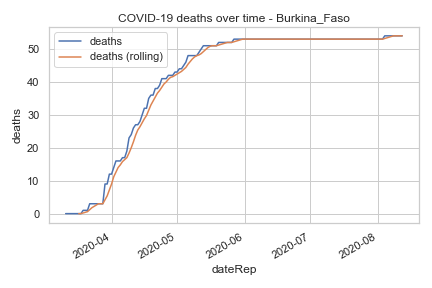 COVID-19 deaths over time - Burkina_Faso
deaths
deaths (rolling)
50
40
30
20
10
0
deaths
2020-04
2020-05
2020-06
2020-07
2020-08
dateRep